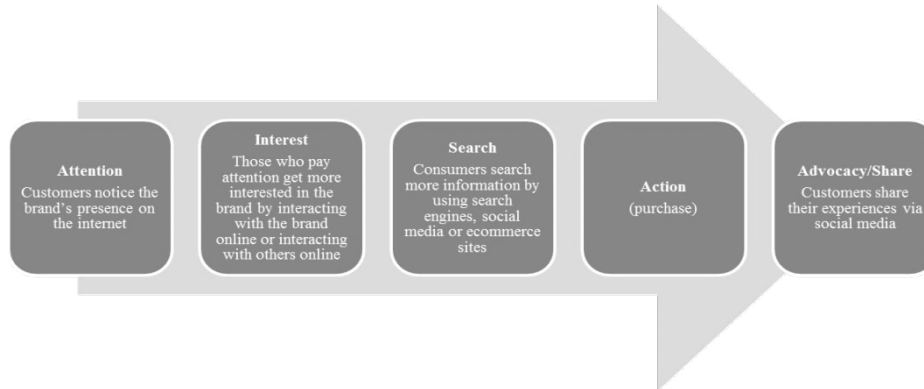 Attention
Customers notice the
brand's presence on
the internet
Interest
Those who pay
attention get more
interested in the
brand by interacting
with the brand
online or interacting
with others online
Search
Consumers search
more information by
using search
engines, social
media or ecommerce
sites
Action
(purchase)
Advocacy/Share
Customers share
their experiences via
social media